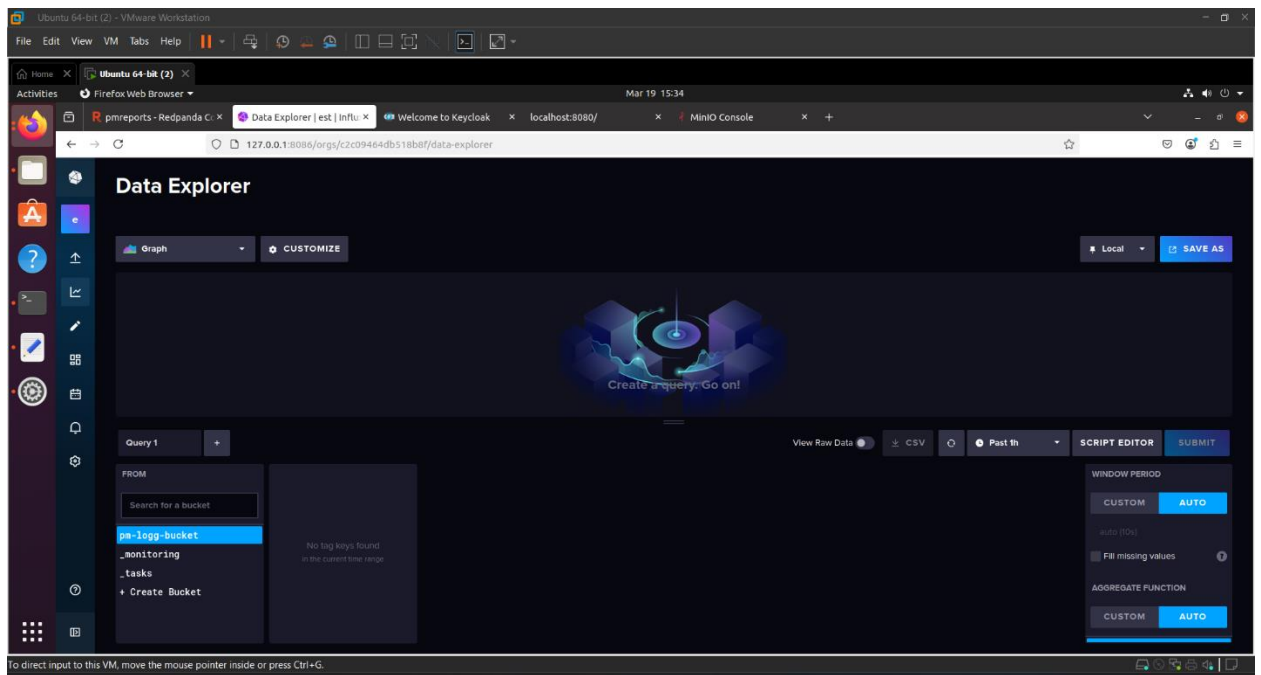 Ubuntu 64-bit (2) - VMware Workstation
File Edit View VM Tabs Help
Home Ubuntu 64-bit (2)
Activities Firefox Web Browser Mar 19 15:34
pmreports - Redpanda Co Data Explorer | est | Influ Welcome to Keycloak localhost:8080/ MinIO Console +
127.0.0.1:8086/orgs/c2c09464db518b8f/data-explorer
Data Explorer
e
Graph CUSTOMIZE Local SAVE AS
Create a query. Go on!
Query 1 + View Raw Data CSV Past 1h SCRIPT EDITOR SUBMIT
FROM WINDOW PERIOD
Search for a bucket CUSTOM AUTO
pm-logg-bucket auto (10s)
No tag keys found
_monitoring in the current time range Fill missing values
_tasks
+ Create Bucket AGGREGATE FUNCTION
CUSTOM AUTO
To direct input to this VM, move the mouse pointer inside or press Ctrl+G.